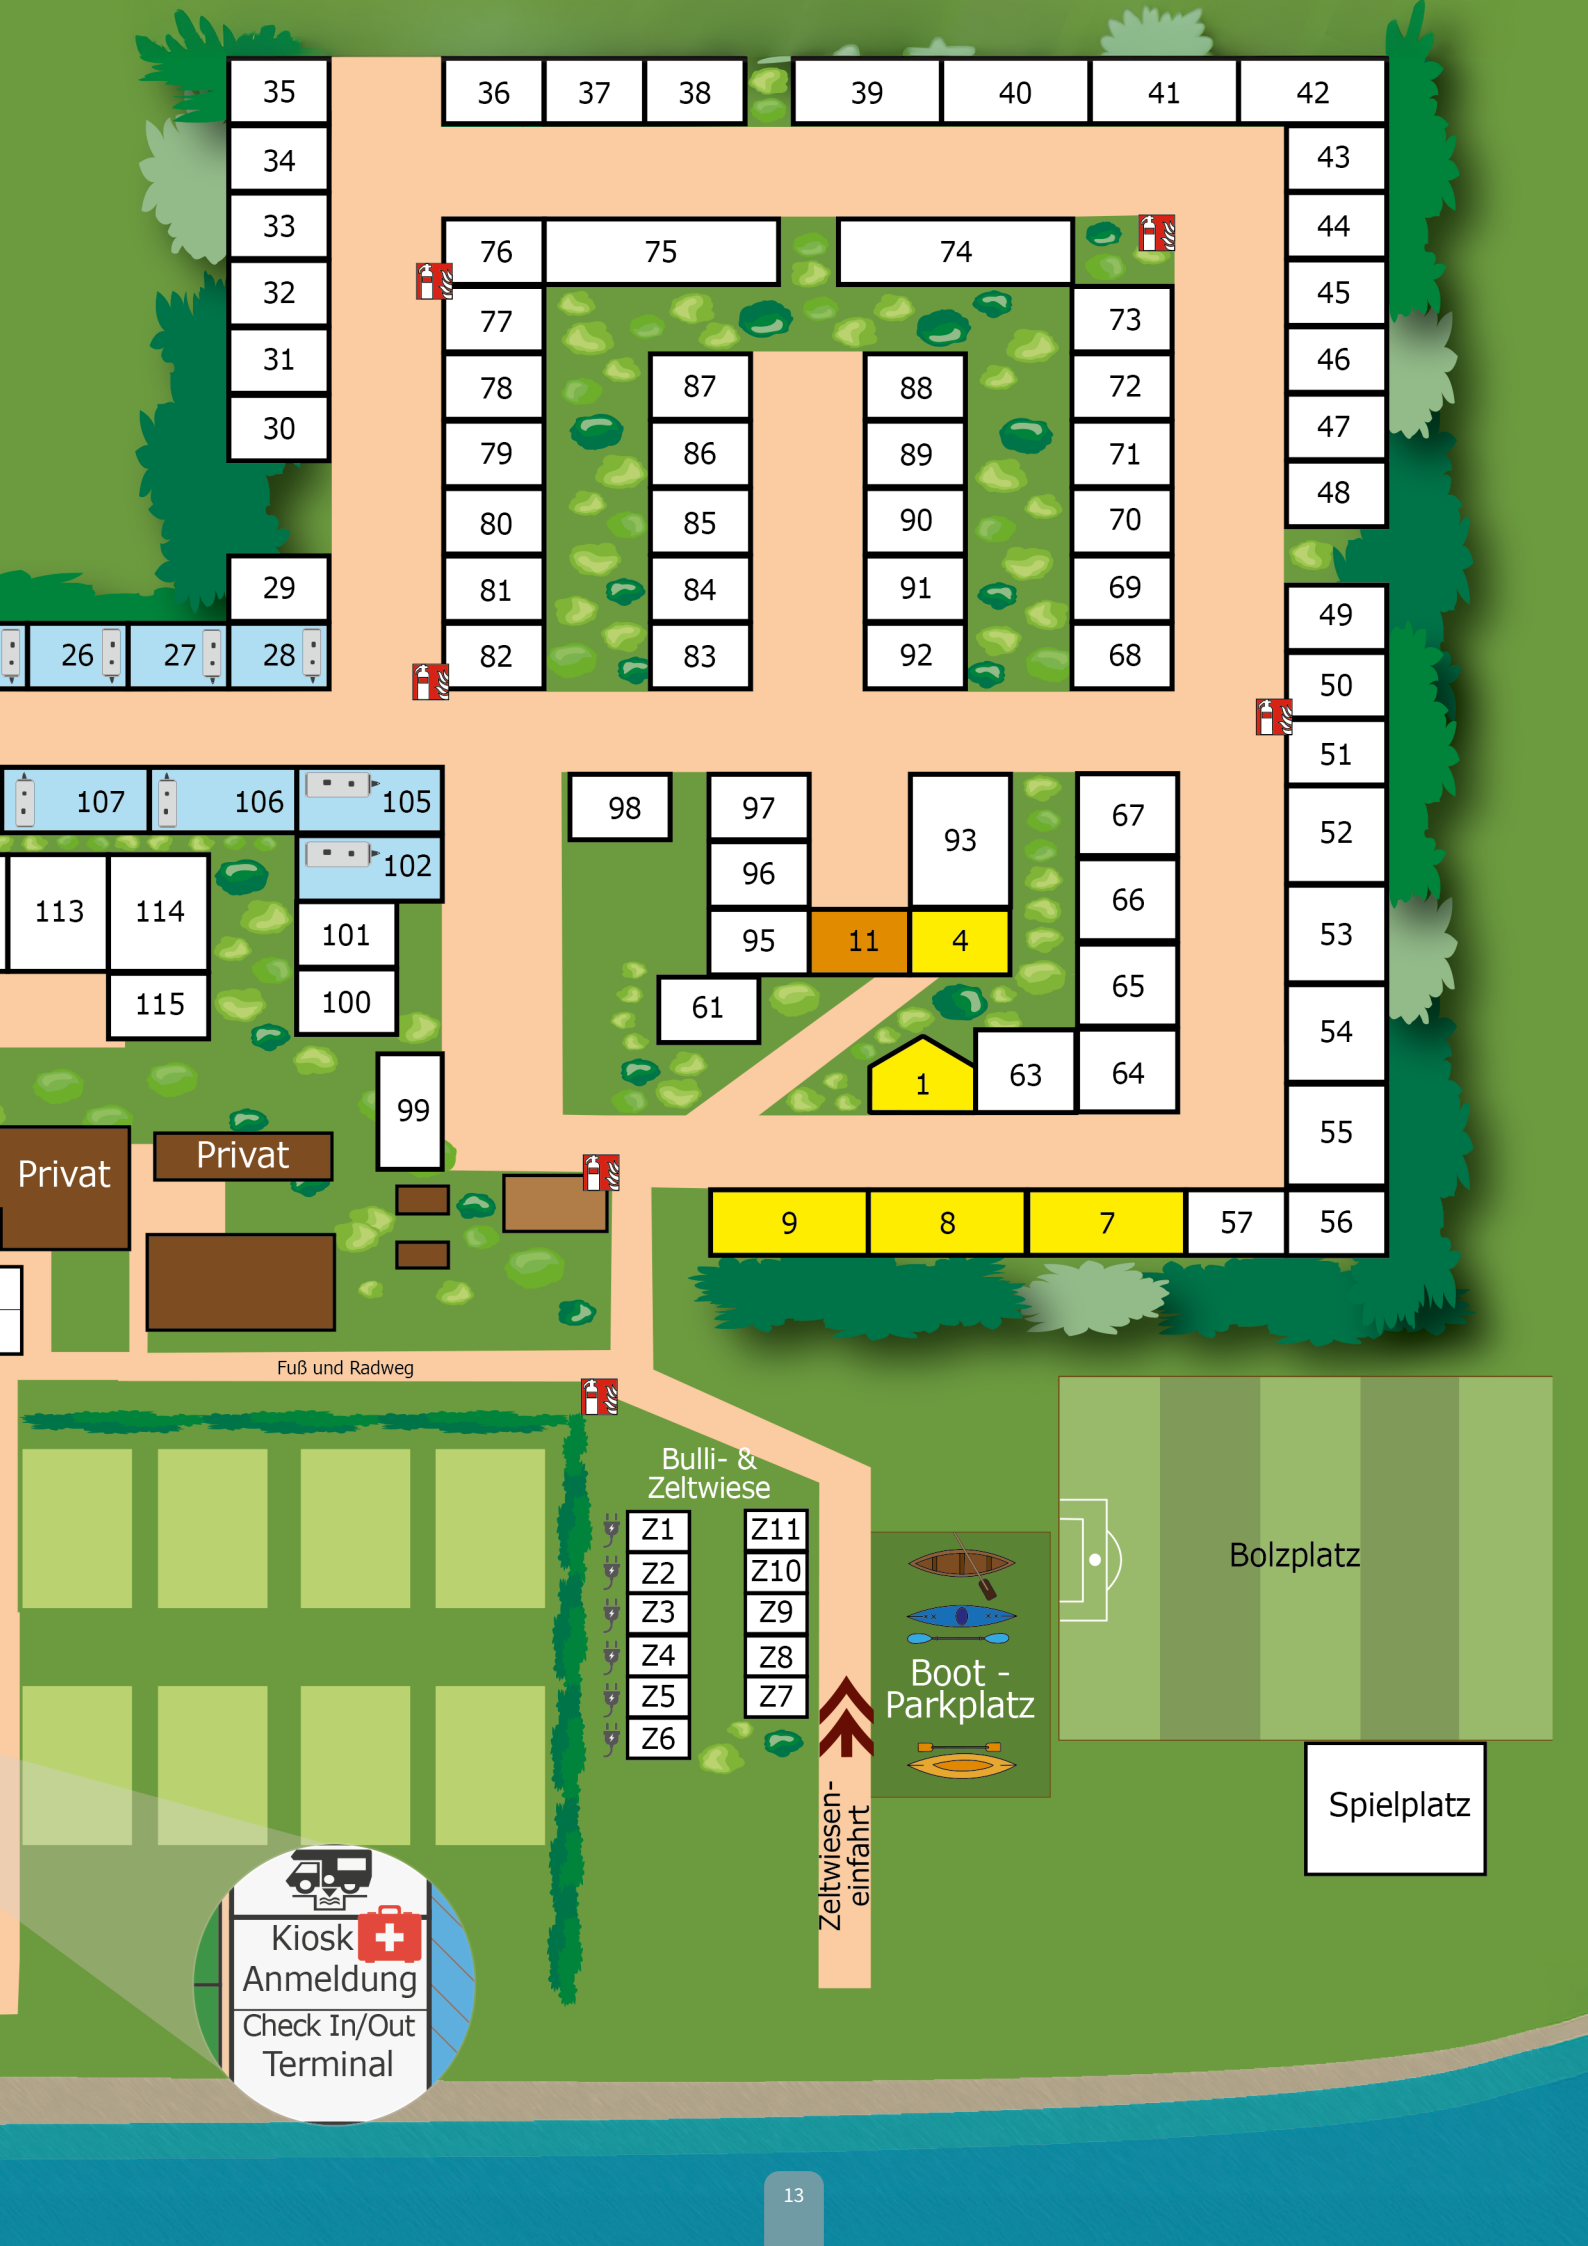 35 36 37 38 39 40 41 42
34 43
33 44
76 75 74
32 45
77 73
31 46
78 87 88 72
30 47
79 86 89 71
48
80 85 90 70
29 81 84 91 69
49
26 27 28 82 83 92 68
50
51
107 106 105 98 97 67
52
93
102
96
66
113 114 101 95 11 4 53
65
115 100 61
54
1 63 64
99
55
Privat Privat
9 8 7 57 56
Fuß und Radweg
Bulli- &
Zeltwiese
Z1 Z11
Z2 Z10
Z3 Z9
Z4 Z8
Z5 Z7
Z6
Bolzplatz
Boot -
Parkplatz
Zeltwiesen-
einfahrt
Spielplatz
Kiosk
Anmeldung
Check In/Out
Terminal
13